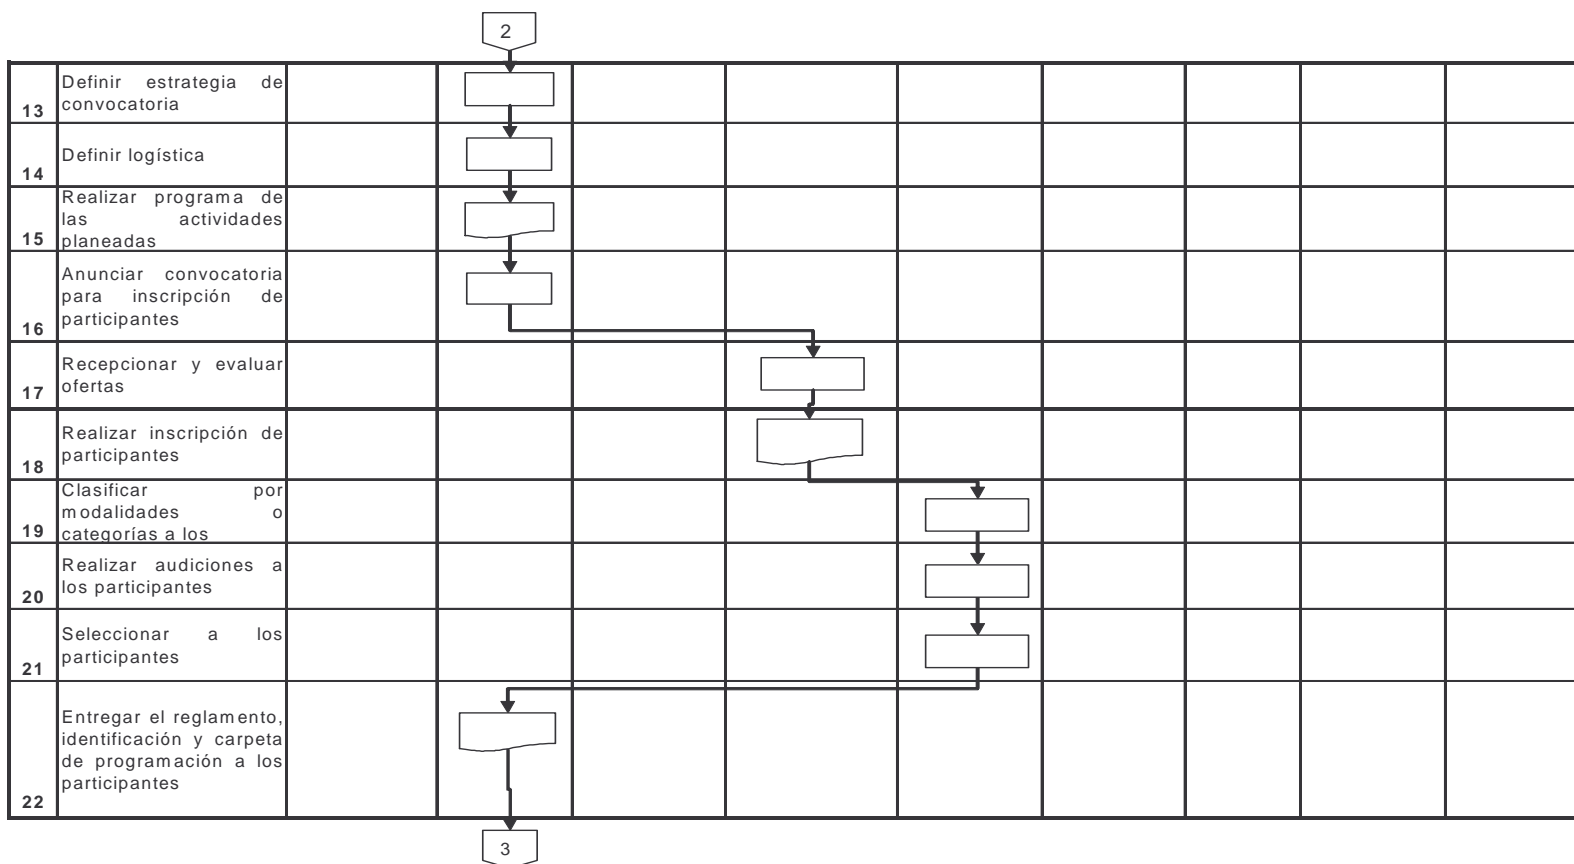 2
Definir estrategia de
13 convocatoria
Definir logística
14
Realizar programa de
las actividades
15 planeadas
Anunciar convocatoria
para inscripción de
participantes
16
Recepcionar y evaluar
17 ofertas
Realizar inscripción de
participantes
18
Clasificar por
modalidades o
19 categorías a los
Realizar audiciones a
los participantes
20
Seleccionar a los
participantes
21
Entregar el reglamento,
identificación y carpeta
de programación a los
participantes
22
3